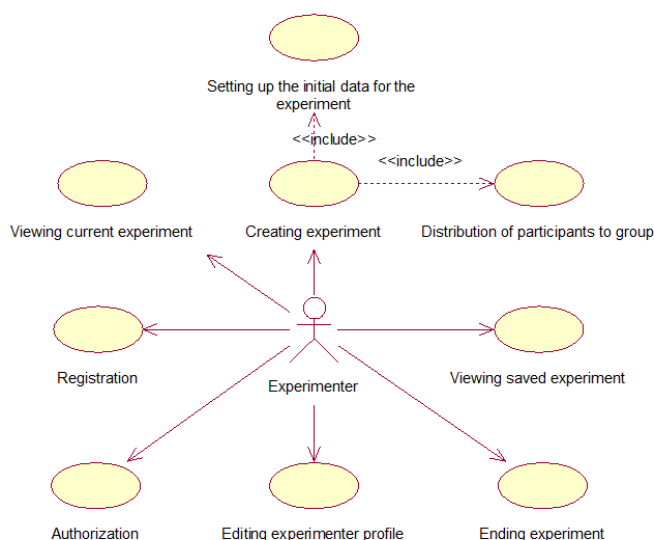 Setting up the initial data for the
experiment
<<include>>
<<include>>
Viewing current experiment
Creating experiment
Distribution of participants to group
Registration
Experimenter
Viewing saved experiment
Authorization
Editing experimenter profile
Ending experiment